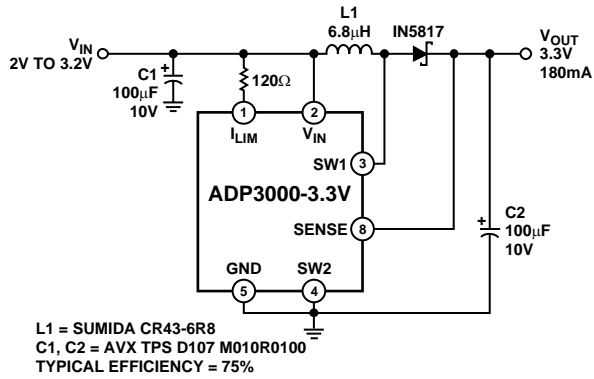 L1
6.8µH
IN5817
VIN
2V TO 3.2V
VOUT
3.3V
180mA
C1
100µF
10V
120Ω
1
2
ILIM
VIN
SW1
3
ADP3000-3.3V
SENSE
8
C2
100µF
10V
GND
SW2
5
4
L1 = SUMIDA CR43-6R8
C1, C2 = AVX TPS D107 M010R0100
TYPICAL EFFICIENCY = 75%